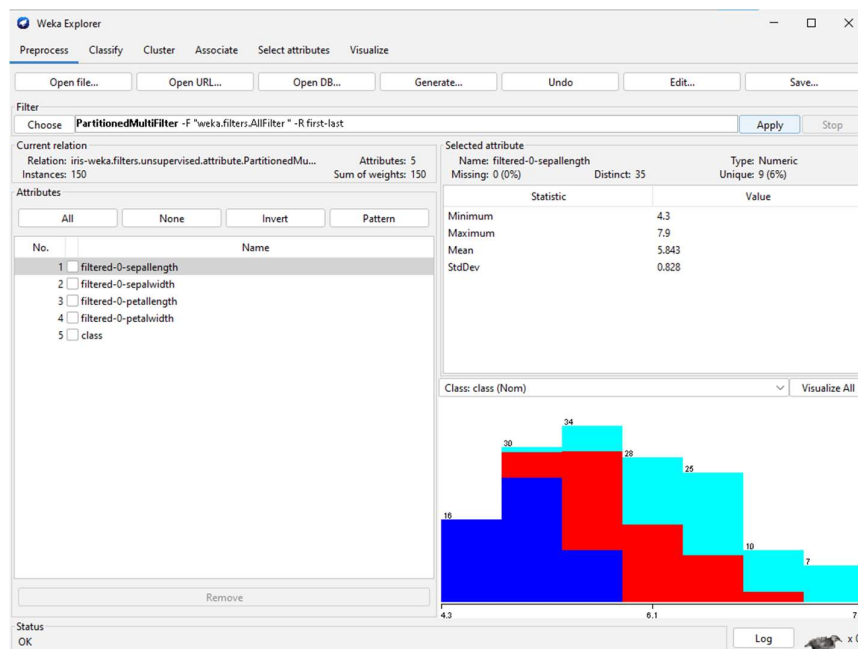 Weka Explorer
Preprocess Classify Cluster Associate Select attributes Visualize
Open file... Open URL... Open DB... Generate... Undo Edit... Save...
Filter
Choose PartitionedMultiFilter -F "weka.filters.AllFilter " -R first-last Apply Stop
Current relation
Relation: iris-weka.filters.unsupervised.attribute.PartitionedMu... Attributes: 5
Instances: 150 Sum of weights: 150
Attributes
All None Invert Pattern
No. Name
1 filtered-0-sepallength
2 filtered-0-sepalwidth
3 filtered-0-petallength
4 filtered-0-petalwidth
5 class
Remove
Selected attribute
Name: filtered-0-sepallength Type: Numeric
Missing: 0 (0%) Distinct: 35 Unique: 9 (6%)
Statistic Value
Minimum 4.3
Maximum 7.9
Mean 5.843
StdDev 0.828
Class: class (Nom) Visualize All
34
30
28
25
16
10
7
4.3 6.1 7
Status
OK Log x 0